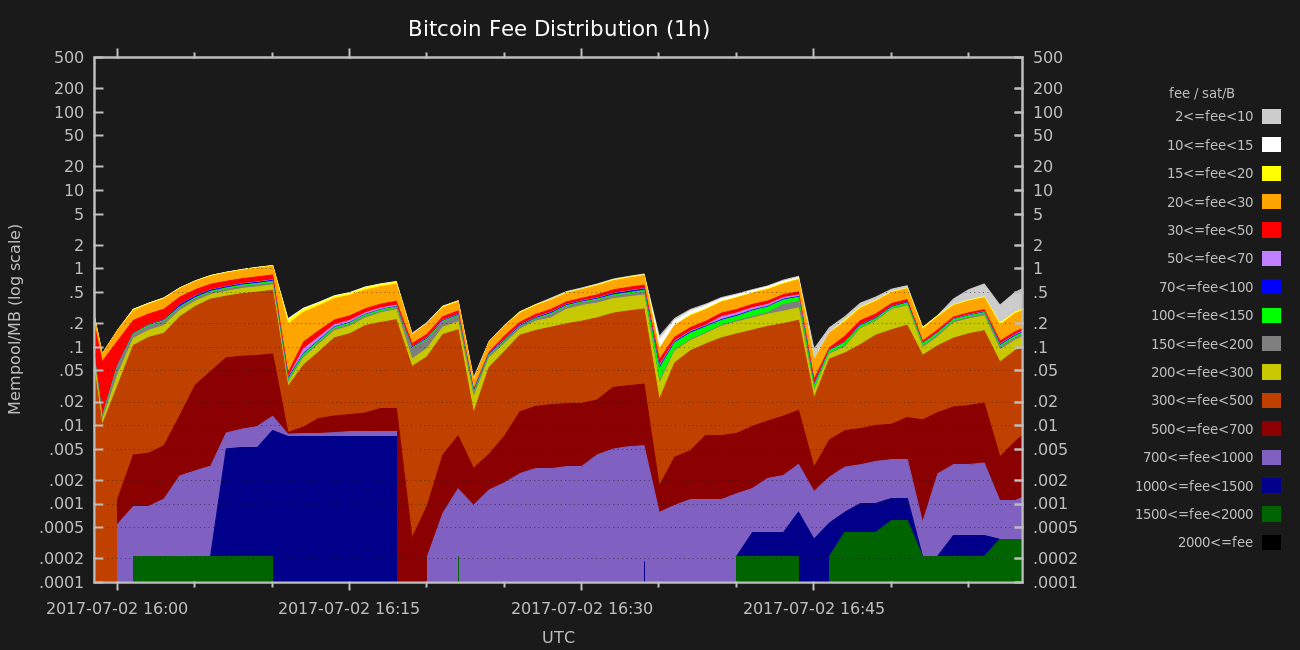 Bitcoin Fee Distribution (1h)
Mempool/MB (log scale)
500
200
100
50
20
10
5
2
1
.5
.2
.1
.05
.02
.01
.005
.002
.001
.0005
.0002
.0001
500
200
100
50
20
10
5
2
1
.5
.2
.1
.05
.02
.01
.005
.002
.001
.0005
.0002
.0001
fee / sat/B
2<=fee<10
10<=fee<15
15<=fee<20
20<=fee<30
30<=fee<50
50<=fee<70
70<=fee<100
100<=fee<150
150<=fee<200
200<=fee<300
300<=fee<500
500<=fee<700
700<=fee<1000
1000<=fee<1500
1500<=fee<2000
2000<=fee
2017-07-02 16:00 2017-07-02 16:15 2017-07-02 16:30 2017-07-02 16:45
UTC